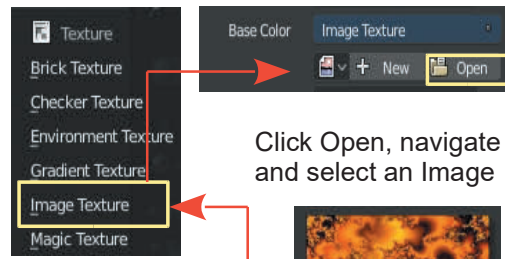 Texture
Brick Texture
Checker Texture
Environment Texture
Gradient Texture
Image Texture
Magic Texture
Base Color Image Texture
New Open
Click Open, navigate
and select an Image